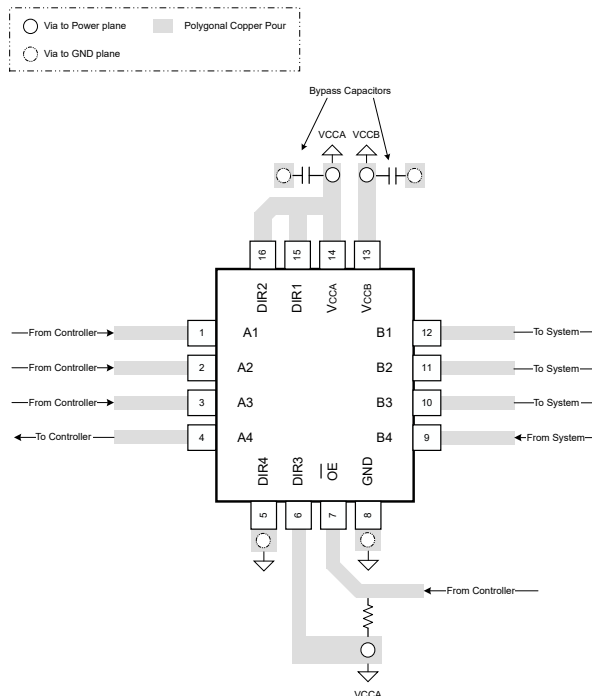 Via to Power plane
Polygonal Copper Pour
Via to GND plane
Bypass Capacitors
VCCA VCCB
16 15 14 13
DIR2 DIR1 VCCA VCCB
From Controller 1 A1 B1 12 To System
From Controller 2 A2 B2 11 To System
From Controller 3 A3 B3 10 To System
To Controller 4 A4 B4 9 From System
DIR4 DIR3 OE GND
5 6 7 8
From Controller
VCCA